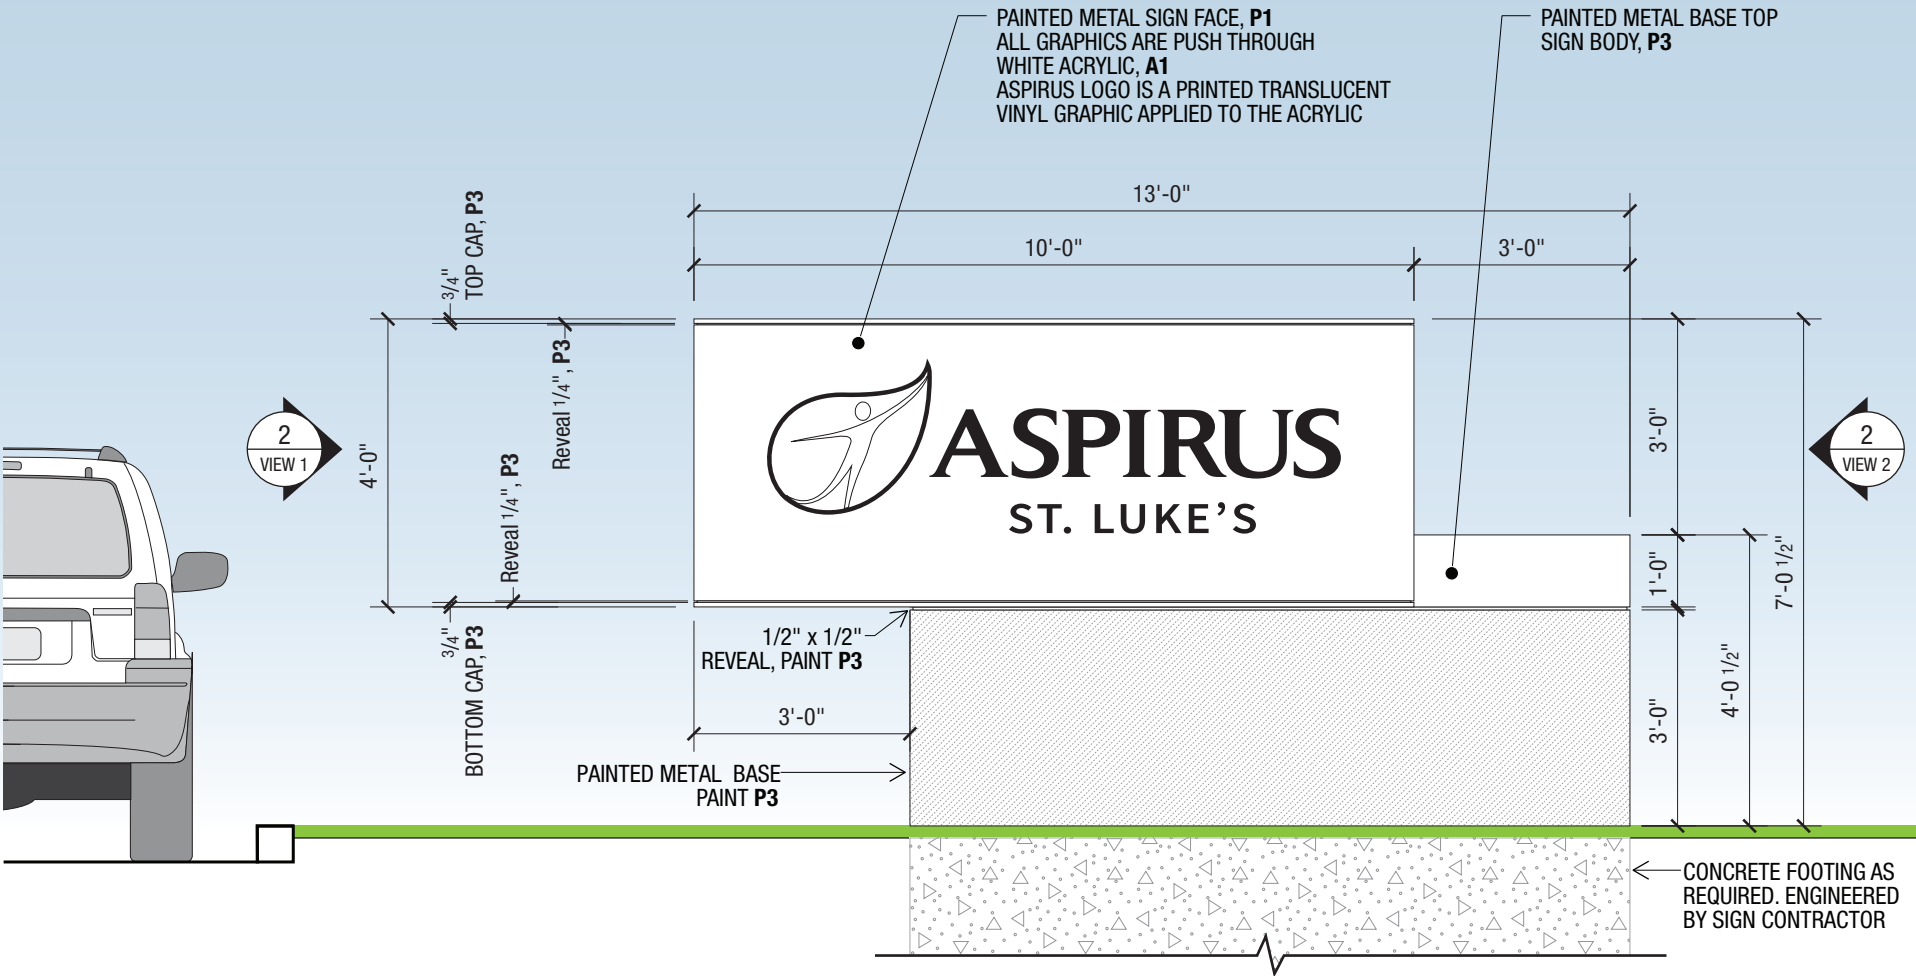 PAINTED METAL SIGN FACE, P1
ALL GRAPHICS ARE PUSH THROUGH
WHITE ACRYLIC, A1
ASPIRUS LOGO IS A PRINTED TRANSLUCENT
VINYL GRAPHIC APPLIED TO THE ACRYLIC
PAINTED METAL BASE TOP
SIGN BODY, P3
13'-0"
10'-0"
3'-0"
3/4"
TOP CAP, P3
Reveal 1/4", P3
4'-0"
Reveal 1/4", P3
3/4"
BOTTOM CAP, P3
2
VIEW 1
ASPIRUS
ST. LUKE'S
2
VIEW 2
3'-0"
1'-0"
3'-0"
4'-0 1/2"
7'-0 1/2"
1/2" x 1/2"
REVEAL, PAINT P3
3'-0"
PAINTED METAL BASE
PAINT P3
CONCRETE FOOTING AS
REQUIRED. ENGINEERED
BY SIGN CONTRACTOR